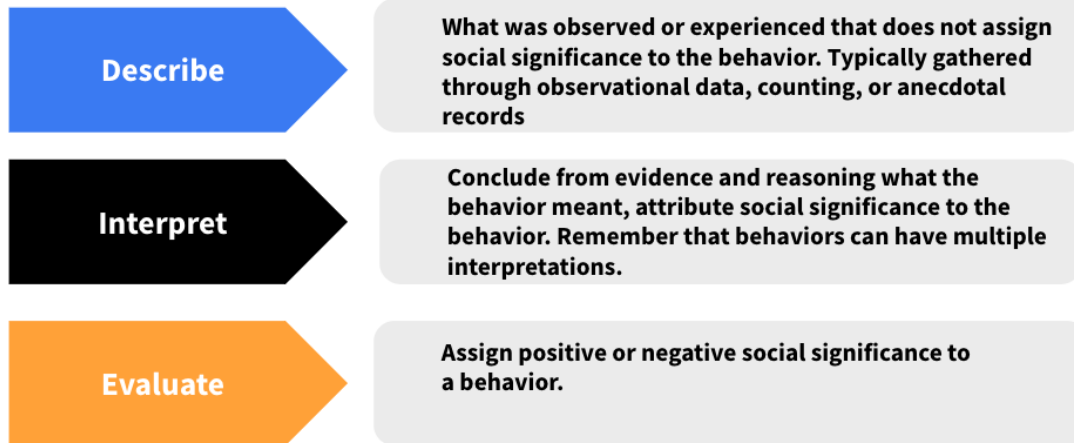 Describe
What was observed or experienced that does not assign
social significance to the behavior. Typically gathered
through observational data, counting, or anecdotal
records
Interpret
Conclude from evidence and reasoning what the
behavior meant, attribute social significance to the
behavior. Remember that behaviors can have multiple
interpretations.
Evaluate
Assign positive or negative social significance to
a behavior.